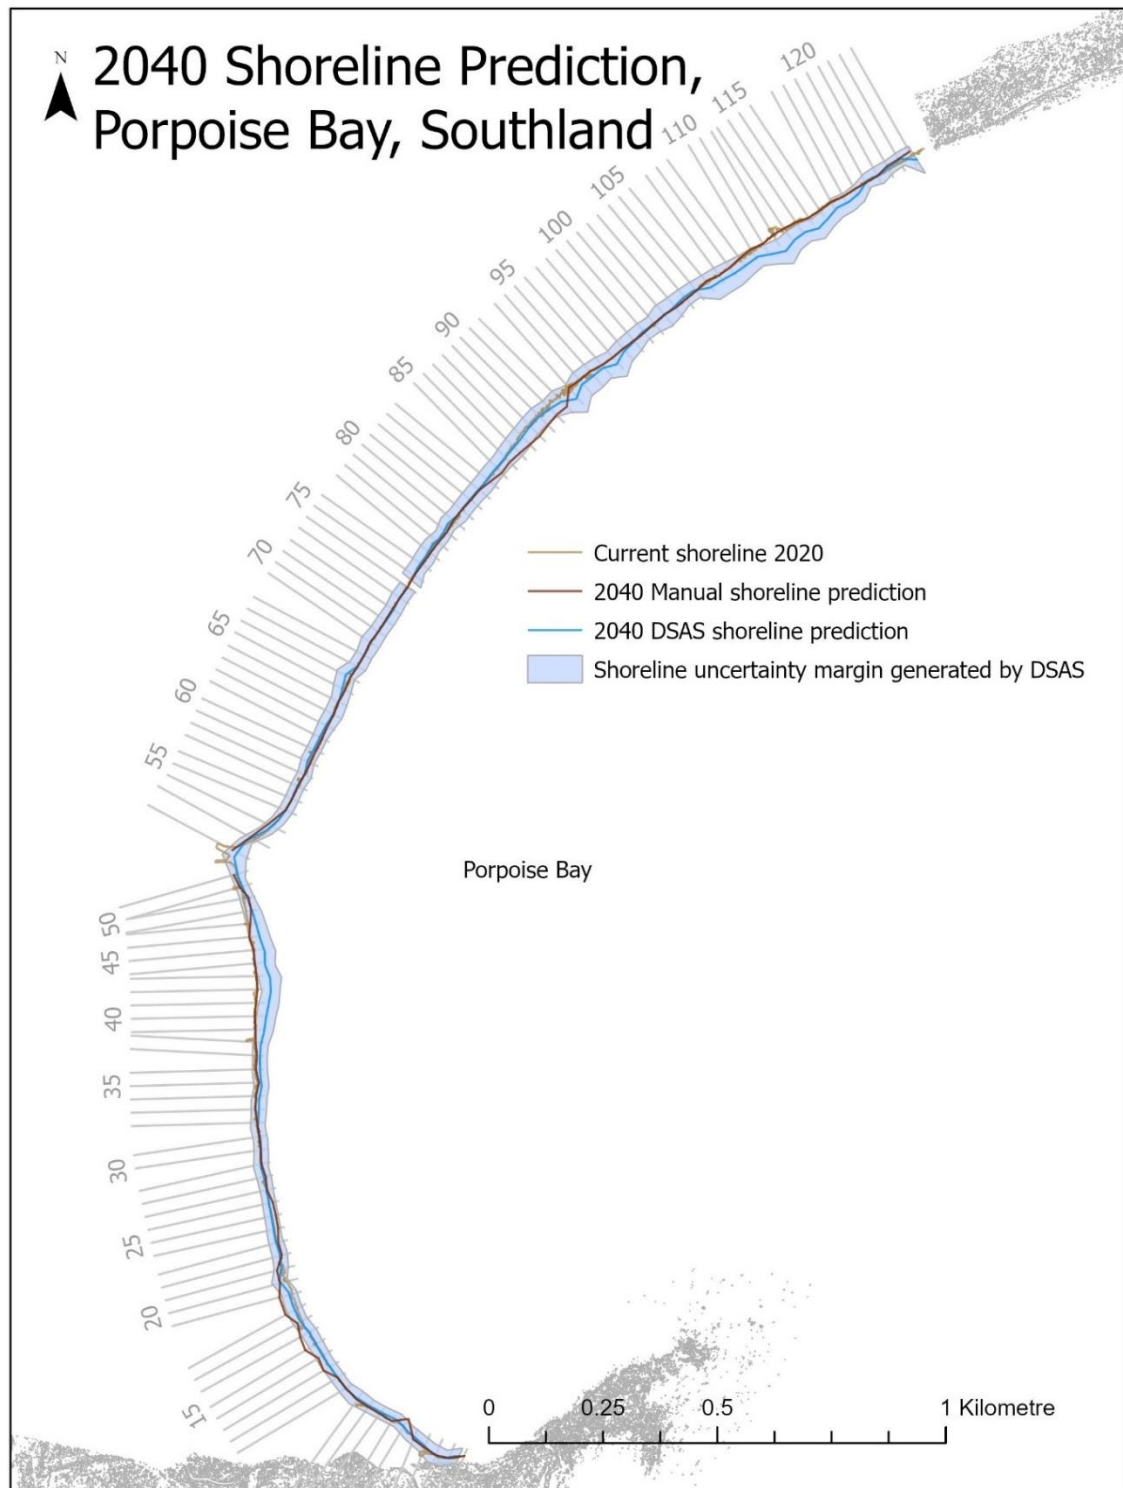 N
2040 Shoreline Prediction,
Porpoise Bay, Southland
120
115
110
105
100
95
90
85
80
75
70
65
60
55
50
45
40
35
30
25
20
15
Current shoreline 2020
2040 Manual shoreline prediction
2040 DSAS shoreline prediction
Shoreline uncertainty margin generated by DSAS
Porpoise Bay
0 0.25 0.5 1 Kilometre